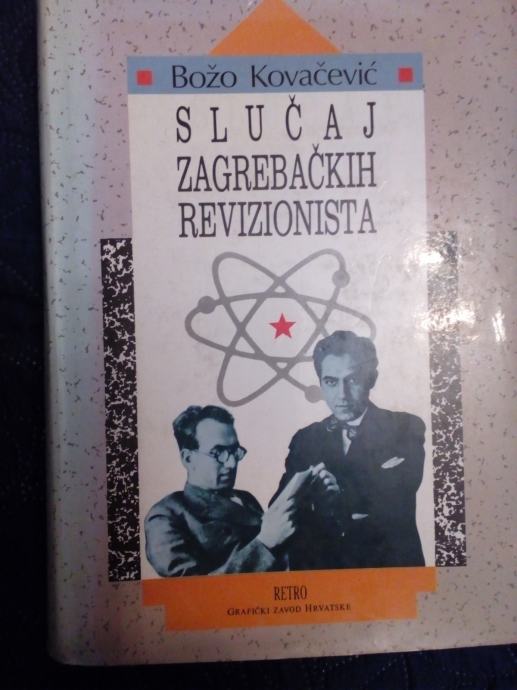 Božo Kovačević
SLUČAJ
ZAGREBAČKIH
REVIZIONISTA
RETRO
GRAFIČKI ZAVOD HRVATSKE